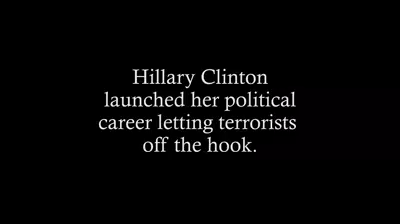 Hillary Clinton
launched her political
career letting terrorists
off the hook.